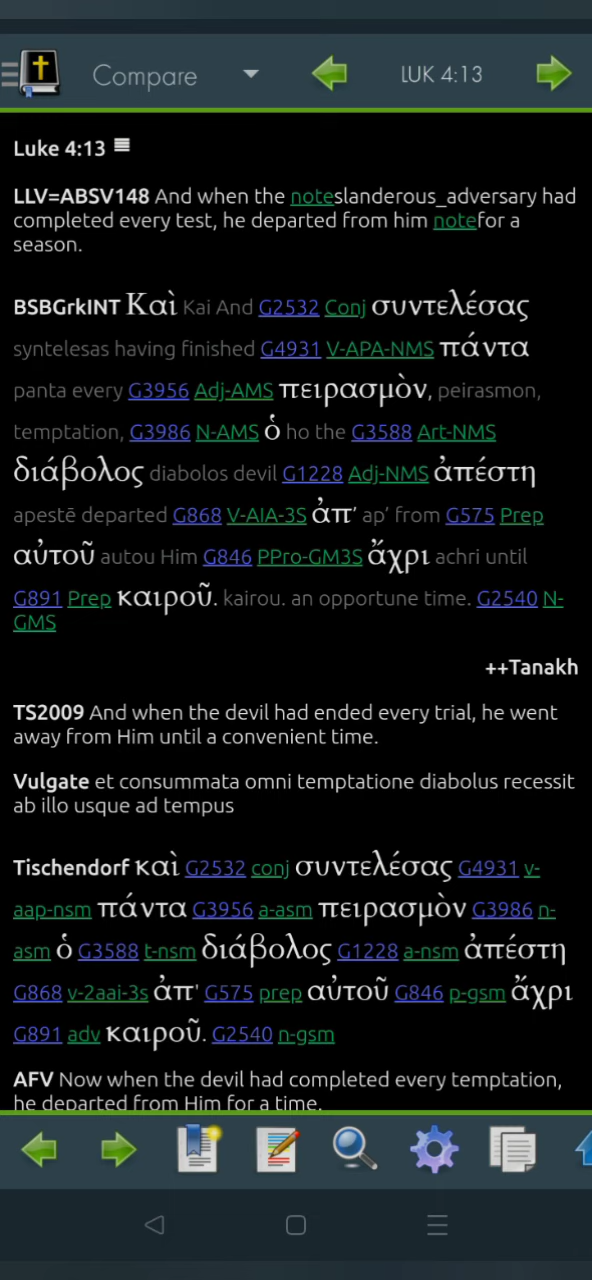 Compare
LUK 4:13
Luke 4:13
LLV=ABSV148 And when the noteslanderous_adversary had
completed every test, he departed from him notefor a
season.
BSBGrkINT Καὶ Kai And G2532 Conj συντελέσας
syntelesas having finished G4931 V-APA-NMS πάντα
panta every G3956 Adj-AMS πειρασμὸν, peirasmon,
temptation, G3986 N-AMS ὁ ho the G3588 Art-NMS
διάβολος diabolos devil G1228 Adj-NMS ἀπέστη
apestē departed G868 V-AIA-3S ἀπ’ ap’ from G575 Prep
αὐτοῦ autou Him G846 PPro-GM3S ἄχρι achri until
G891 Prep καιροῦ. kairou. an opportune time. G2540 N-
GMS
++Tanakh
TS2009 And when the devil had ended every trial, he went
away from Him until a convenient time.
Vulgate et consummata omni temptatione diabolus recessit
ab illo usque ad tempus
Tischendorf καὶ G2532 conj συντελέσας G4931 v-
aap-nsm πάντα G3956 a-asm πειρασμὸν G3986 n-
asm ὁ G3588 t-nsm διάβολος G1228 a-nsm ἀπέστη
G868 v-2aai-3s ἀπ' G575 prep αὐτοῦ G846 p-gsm ἄχρι
G891 adv καιροῦ. G2540 n-gsm
AFV Now when the devil had completed every temptation,
he departed from Him for a time.